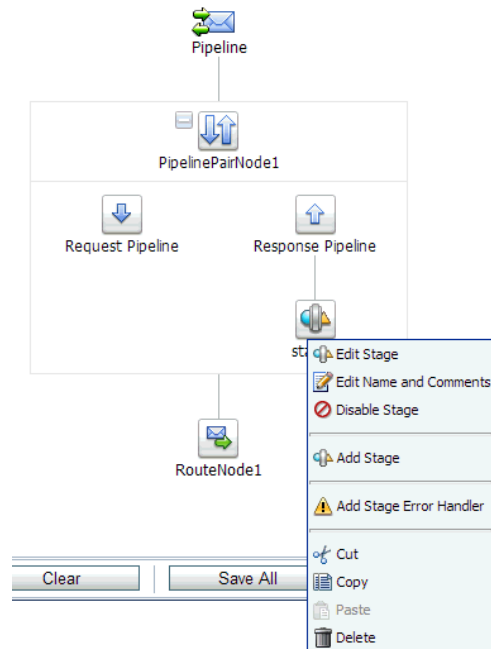 Pipeline
PipelinePairNode1
Request Pipeline
Response Pipeline
Edit Stage
Edit Name and Comments
Disable Stage
Add Stage
Add Stage Error Handler
RouteNode1
Cut
Copy
Paste
Delete
Clear
Save All